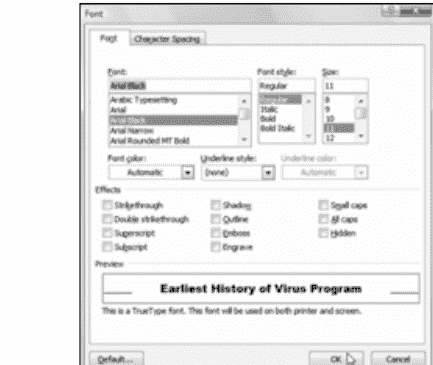 Font
Font Character Spacing
Font: Font style: Size:
Arial Black Regular 11
Arabic Typesetting
Arial
Arial Black
Arial Narrow
Arial Rounded MT Bold
Regular
Italic
Bold
Bold Italic
8
9
10
11
12
Font color: Underline style: Underline color:
Automatic (none) Automatic
Effects
Strikethrough Shadow Small caps
Double strikethrough Outline All caps
Superscript Emboss Hidden
Subscript Engrave
Preview
Earliest History of Virus Program
This is a TrueType font. This font will be used on both printer and screen.
Default... OK Cancel